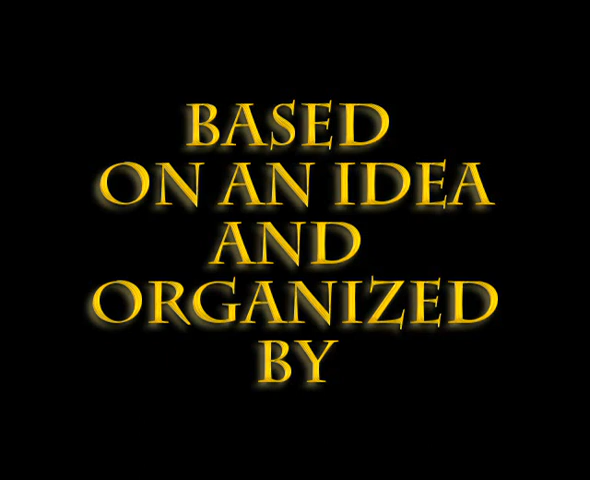 BASED
ON AN IDEA
AND
ORGANIZED
BY